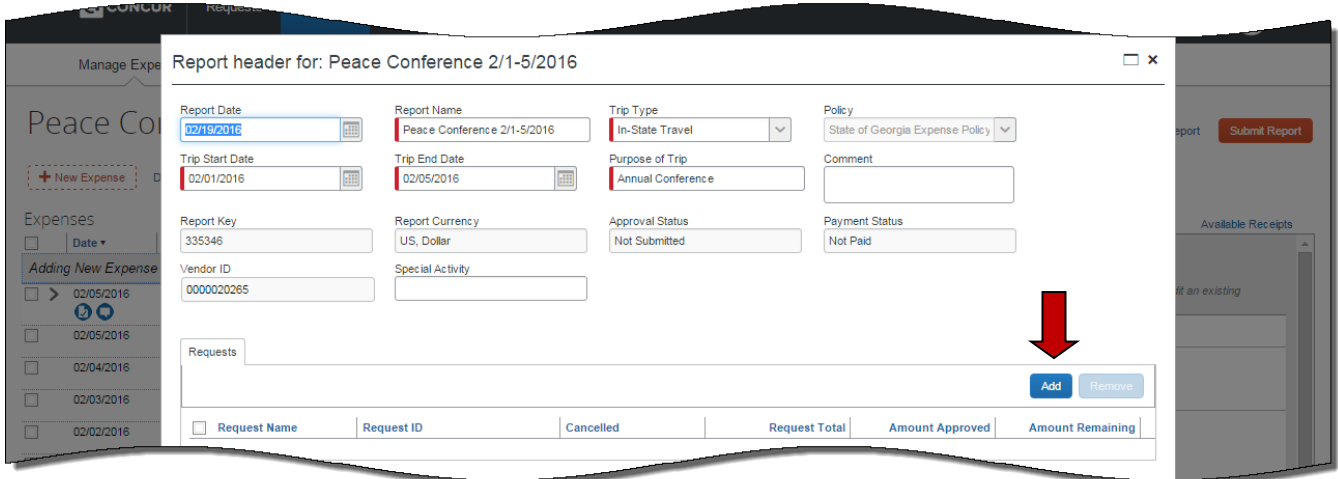 CONCUR Requests
Manage Expe
Report header for: Peace Conference 2/1-5/2016
Peace Co
Report Date Report Name Trip Type Policy
02/19/2016 Peace Conference 2/1-5/2016 In-State Travel State of Georgia Expense Policy
eport Submit Report
Trip Start Date Trip End Date Purpose of Trip Comment
02/01/2016 02/05/2016 Annual Conference
New Expense D
Expenses
Report Key Report Currency Approval Status Payment Status
Available Receipts
335346 US, Dollar Not Submitted Not Paid
Date
Vendor ID Special Activity
Adding New Expense
0000020265
02/05/2016
dit an existing
02/05/2016
Requests
02/04/2016
Add Remove
02/03/2016
Request Name Request ID Cancelled Request Total Amount Approved Amount Remaining
02/02/2016